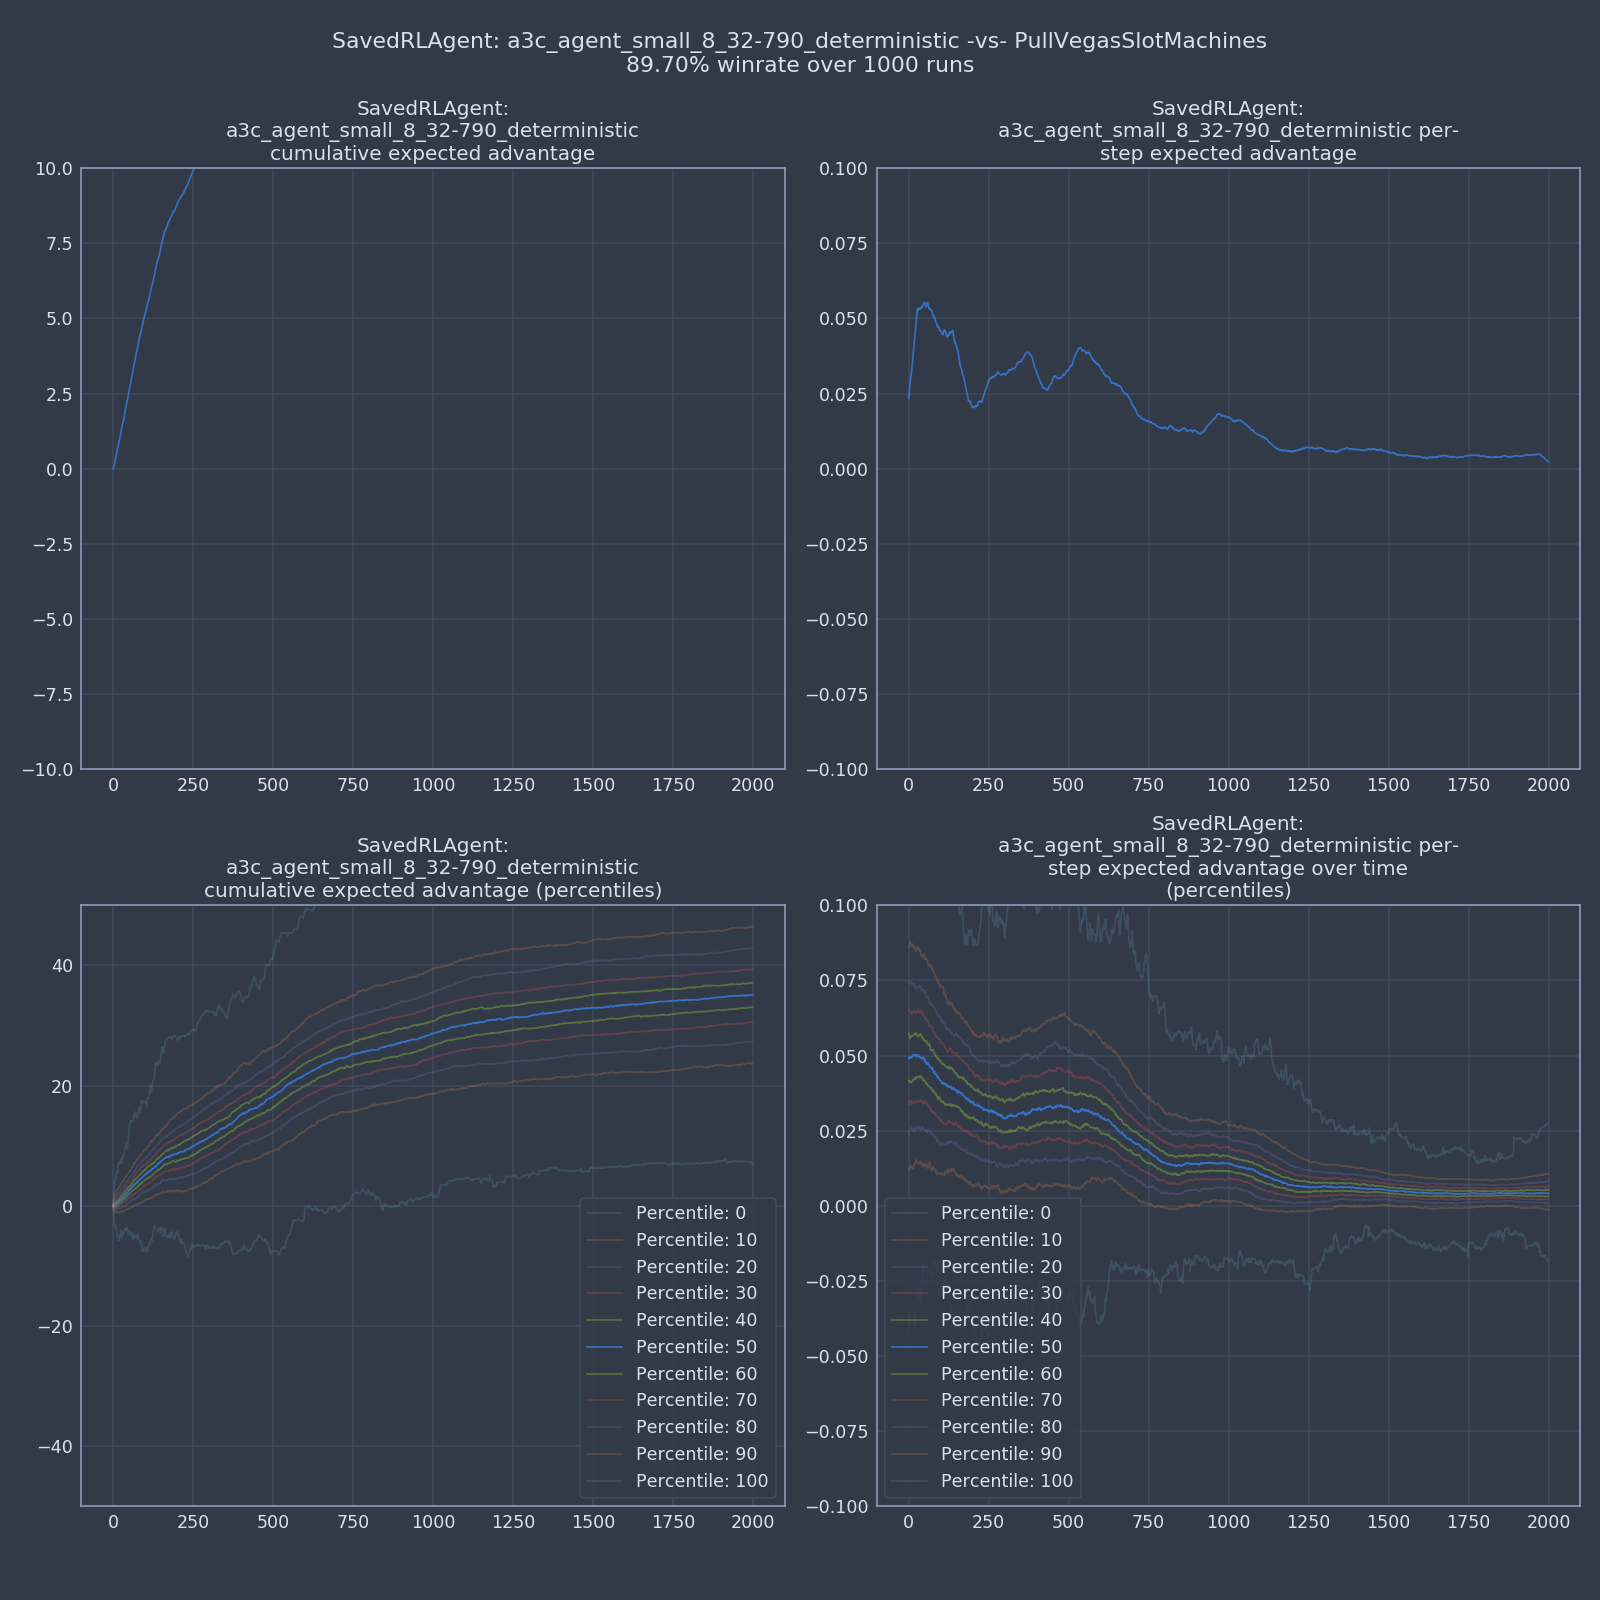 SavedRLAgent: a3c_agent_small_8_32-790_deterministic -vs- PullVegasSlotMachines
89.70% winrate over 1000 runs
SavedRLAgent:
a3c_agent_small_8_32-790_deterministic
cumulative expected advantage
10.0
7.5
5.0
2.5
0.0
−2.5
−5.0
−7.5
−10.0
0 250 500 750 1000 1250 1500 1750 2000
SavedRLAgent:
a3c_agent_small_8_32-790_deterministic per-
step expected advantage
0.100
0.075
0.050
0.025
0.000
−0.025
−0.050
−0.075
−0.100
0 250 500 750 1000 1250 1500 1750 2000
SavedRLAgent:
a3c_agent_small_8_32-790_deterministic
cumulative expected advantage (percentiles)
40
20
0
−20
−40
Percentile: 0
Percentile: 10
Percentile: 20
Percentile: 30
Percentile: 40
Percentile: 50
Percentile: 60
Percentile: 70
Percentile: 80
Percentile: 90
Percentile: 100
0 250 500 750 1000 1250 1500 1750 2000
SavedRLAgent:
a3c_agent_small_8_32-790_deterministic per-
step expected advantage over time
(percentiles)
0.100
0.075
0.050
0.025
0.000
−0.025
−0.050
−0.075
−0.100
Percentile: 0
Percentile: 10
Percentile: 20
Percentile: 30
Percentile: 40
Percentile: 50
Percentile: 60
Percentile: 70
Percentile: 80
Percentile: 90
Percentile: 100
0 250 500 750 1000 1250 1500 1750 2000